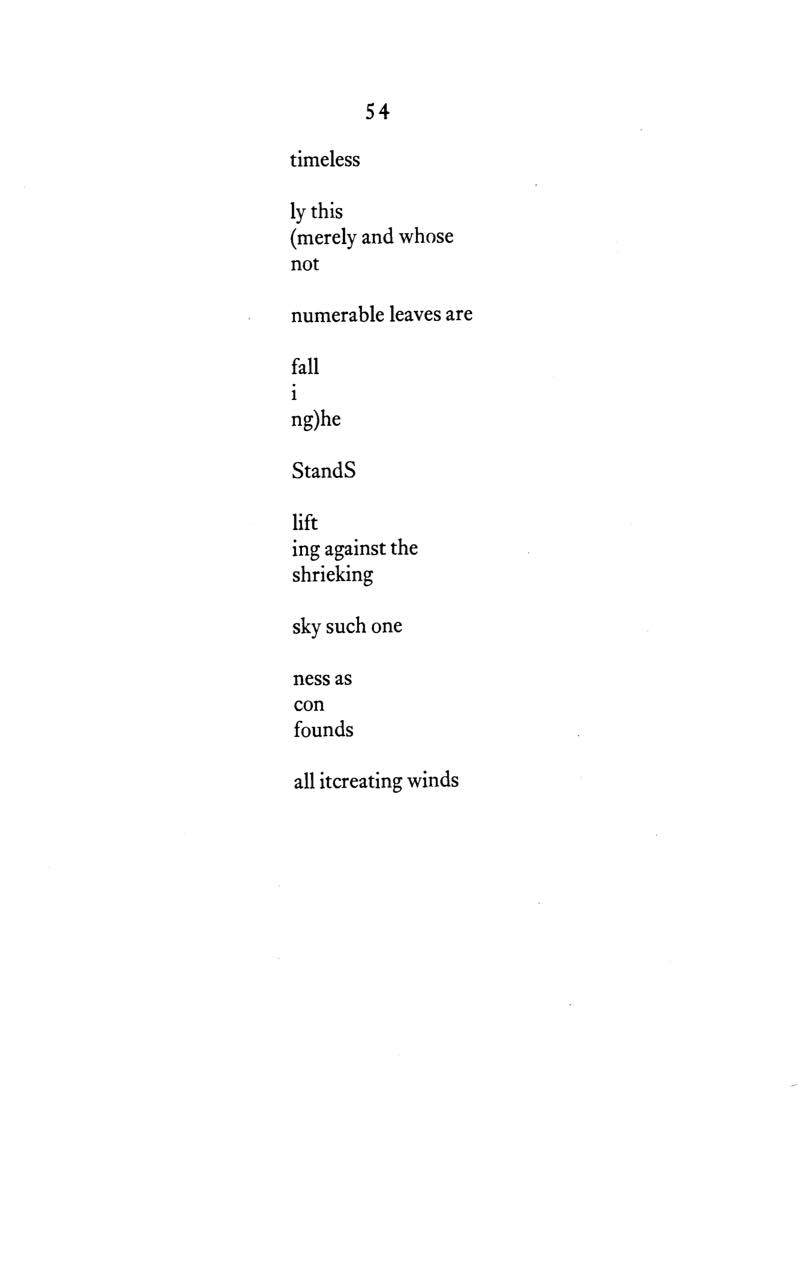 54
timeless
ly this
(merely and whose
not
numerable leaves are
fall
i
ng)he
StandS
lift
ing against the
shrieking
sky such one
ness as
con
founds
all itcreating winds